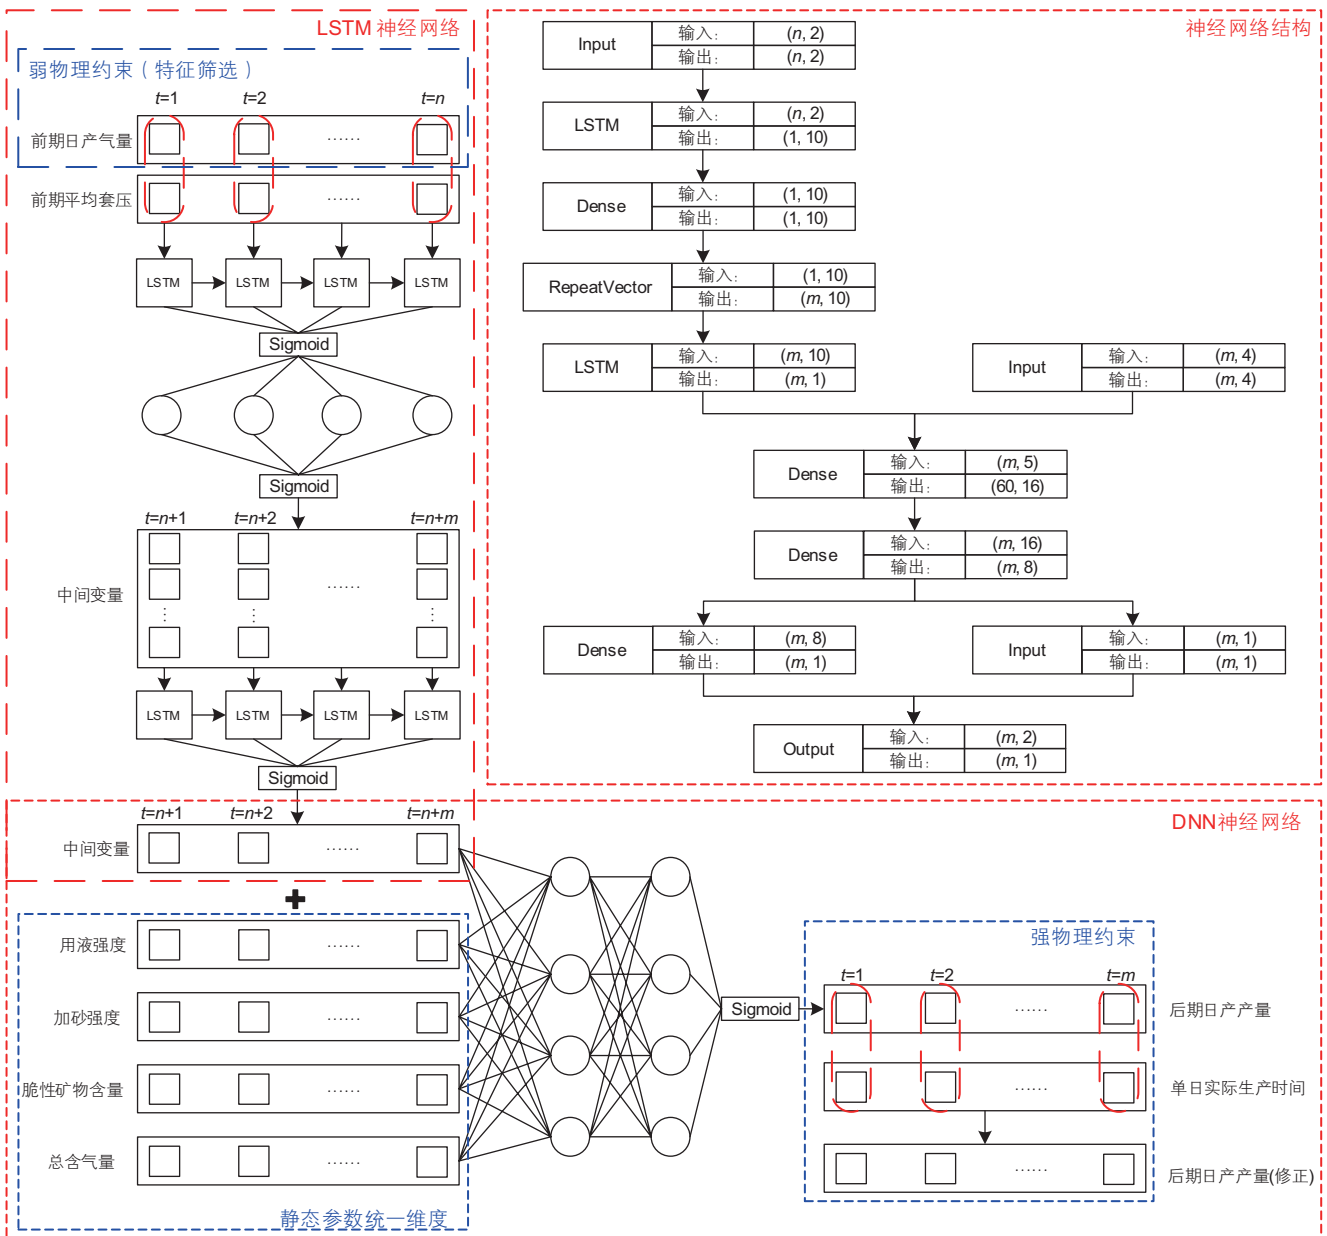 LSTM 神经网络
弱物理约束（特征筛选）
t=1 t=2 t=n
前期日产气量 ······
前期平均套压 ······
LSTM LSTM LSTM LSTM
Sigmoid
Sigmoid
t=n+1 t=n+2 t=n+m
中间变量 ······
⋮ ⋮ ⋮
LSTM LSTM LSTM LSTM
Sigmoid
t=n+1 t=n+2 t=n+m
中间变量 ······
神经网络结构
Input 输入: (n, 2)
输出: (n, 2)
LSTM 输入: (n, 2)
输出: (1, 10)
Dense 输入: (1, 10)
输出: (1, 10)
RepeatVector 输入: (1, 10)
输出: (m, 10)
LSTM 输入: (m, 10)
输出: (m, 1)
Input 输入: (m, 4)
输出: (m, 4)
Dense 输入: (m, 5)
输出: (60, 16)
Dense 输入: (m, 16)
输出: (m, 8)
Dense 输入: (m, 8)
输出: (m, 1)
Input 输入: (m, 1)
输出: (m, 1)
Output 输入: (m, 2)
输出: (m, 1)
DNN神经网络
+
用液强度 ······
加砂强度 ······
脆性矿物含量 ······
总含气量 ······
静态参数统一维度
Sigmoid
强物理约束
t=1 t=2 t=m
······ 后期日产产量
······ 单日实际生产时间
······ 后期日产产量(修正)